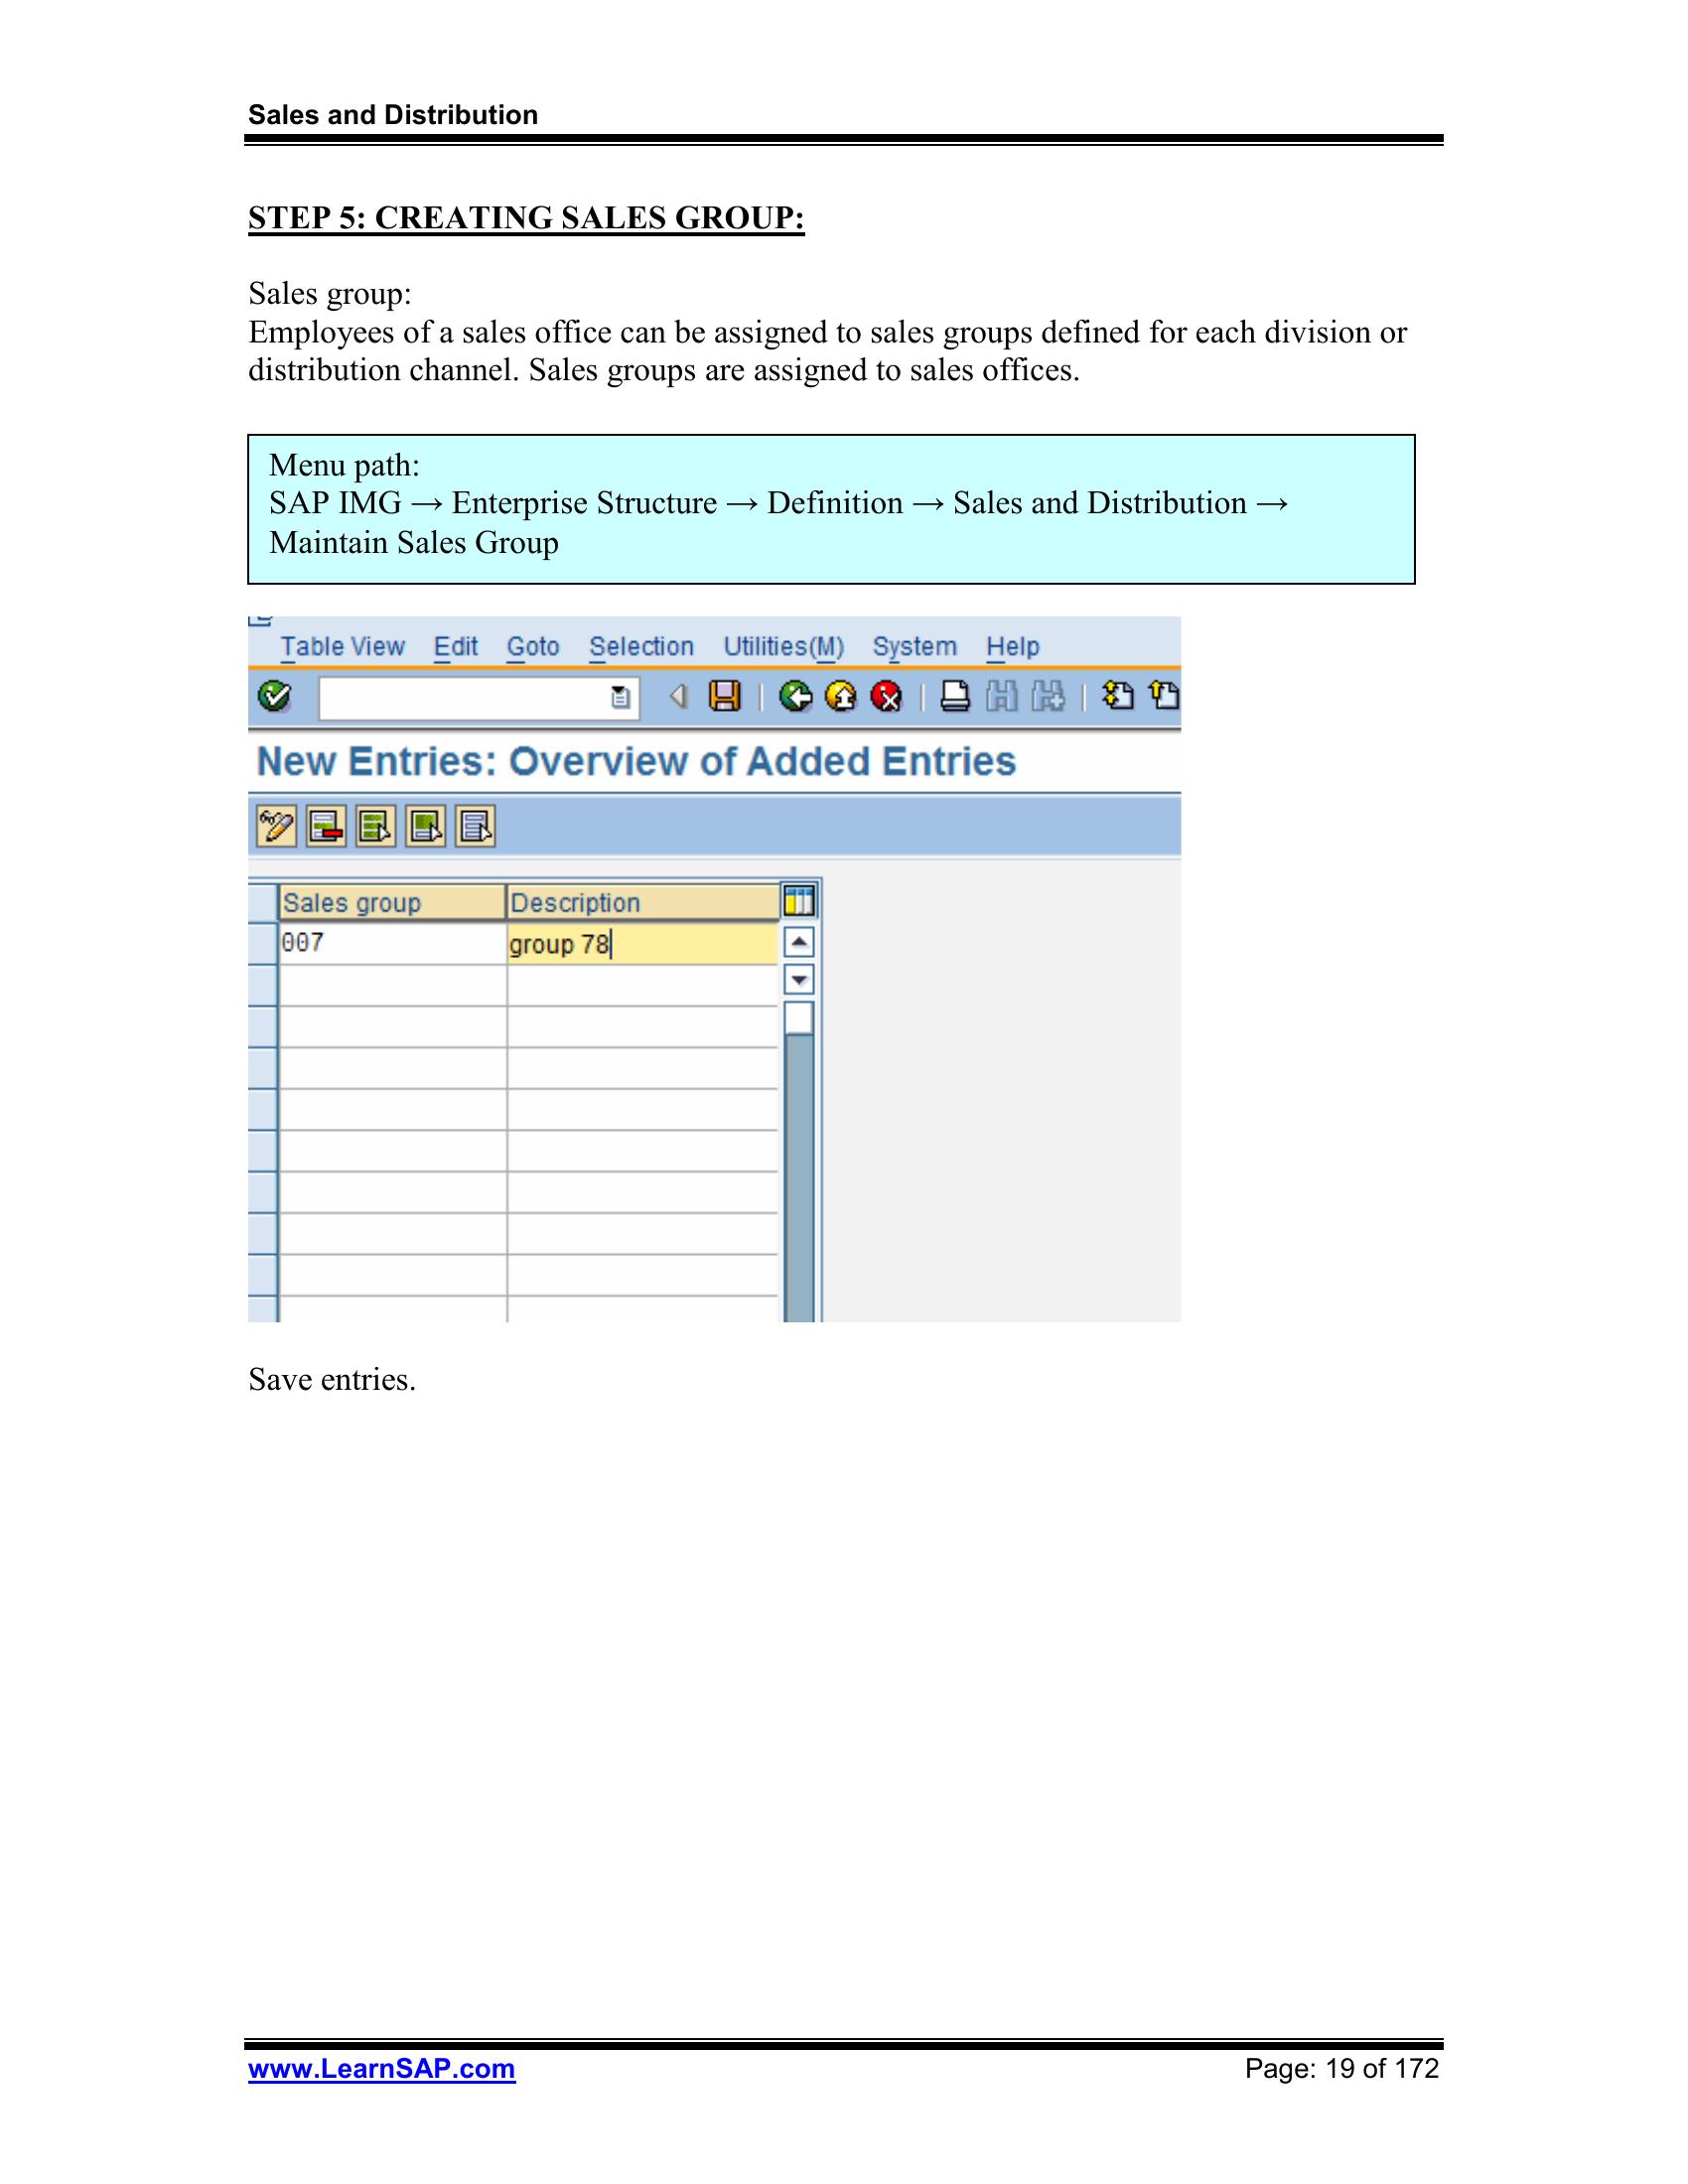 Sales and Distribution
STEP 5: CREATING SALES GROUP:
Sales group:
Employees of a sales office can be assigned to sales groups defined for each division or
distribution channel. Sales groups are assigned to sales offices.
Menu path:
SAP IMG → Enterprise Structure → Definition → Sales and Distribution →
Maintain Sales Group
Table View Edit Goto Selection Utilities(M) System Help
New Entries: Overview of Added Entries
Sales group Description
007 group 78
Save entries.
www.LearnSAP.com Page: 19 of 172